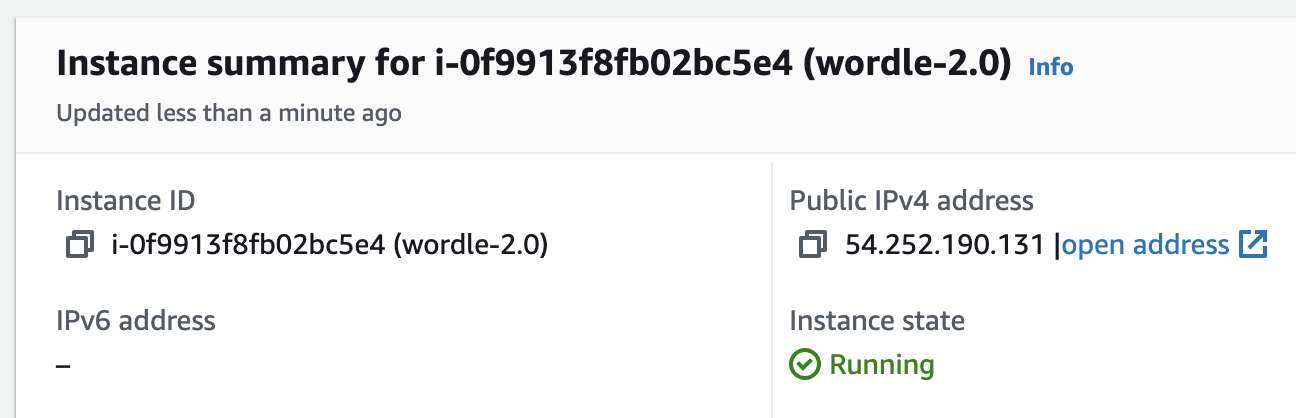 Instance summary for i-0f9913f8fb02bc5e4 (wordle-2.0) Info
Updated less than a minute ago
Instance ID
i-0f9913f8fb02bc5e4 (wordle-2.0)
Public IPv4 address
54.252.190.131 |open address
IPv6 address
–
Instance state
Running